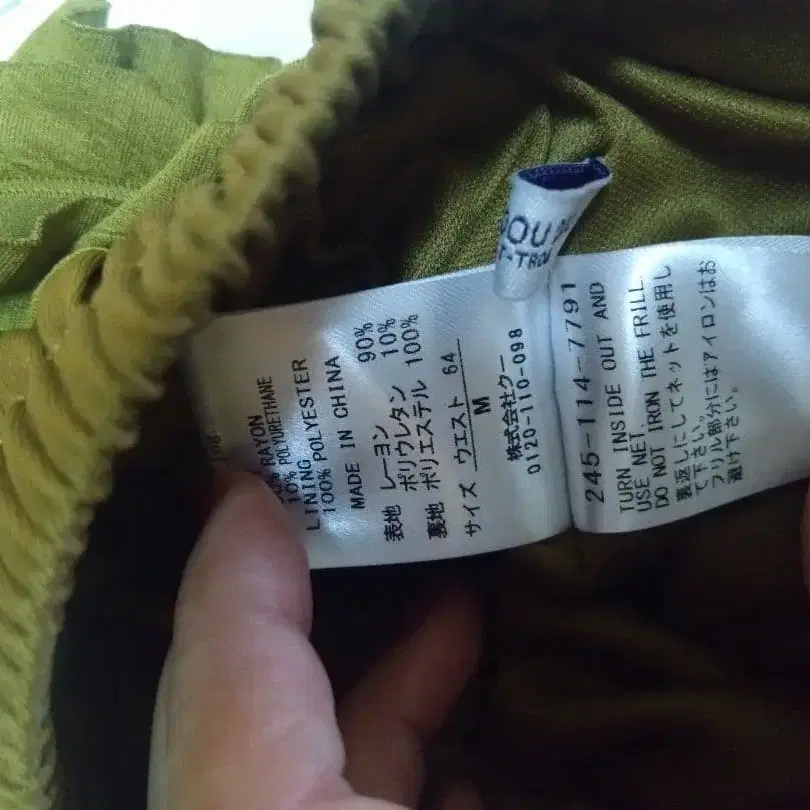 RAYON
10% POLYURETHANE
LINING
100% POLYESTER
MADE IN CHINA
表地 レーヨン 90%
ポリウレタン 10%
裏地 ポリエステル 100%
サイズ ウエスト 64
M
株式会社クー
0120-110-098
245-114-7791
TURN INSIDE OUT AND
USE NET.
DO NOT IRON THE FRILL.
裏返しにしてネットを使用し
て下さい。
フリル部分にはアイロンはお
避け下さい。